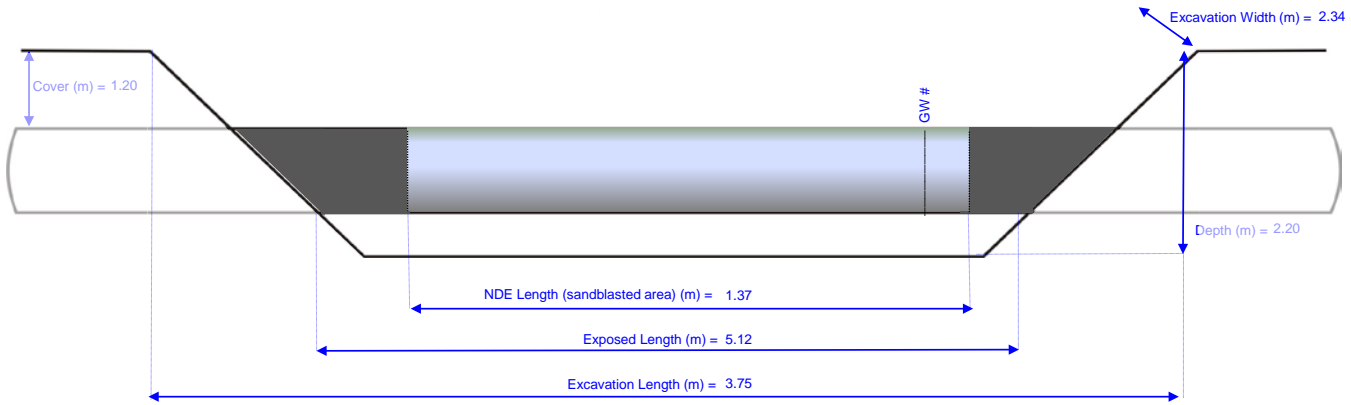 Excavation Width (m) = 2.34
Cover (m) = 1.20
GW #
Depth (m) = 2.20
NDE Length (sandblasted area) (m) = 1.37
Exposed Length (m) = 5.12
Excavation Length (m) = 3.75